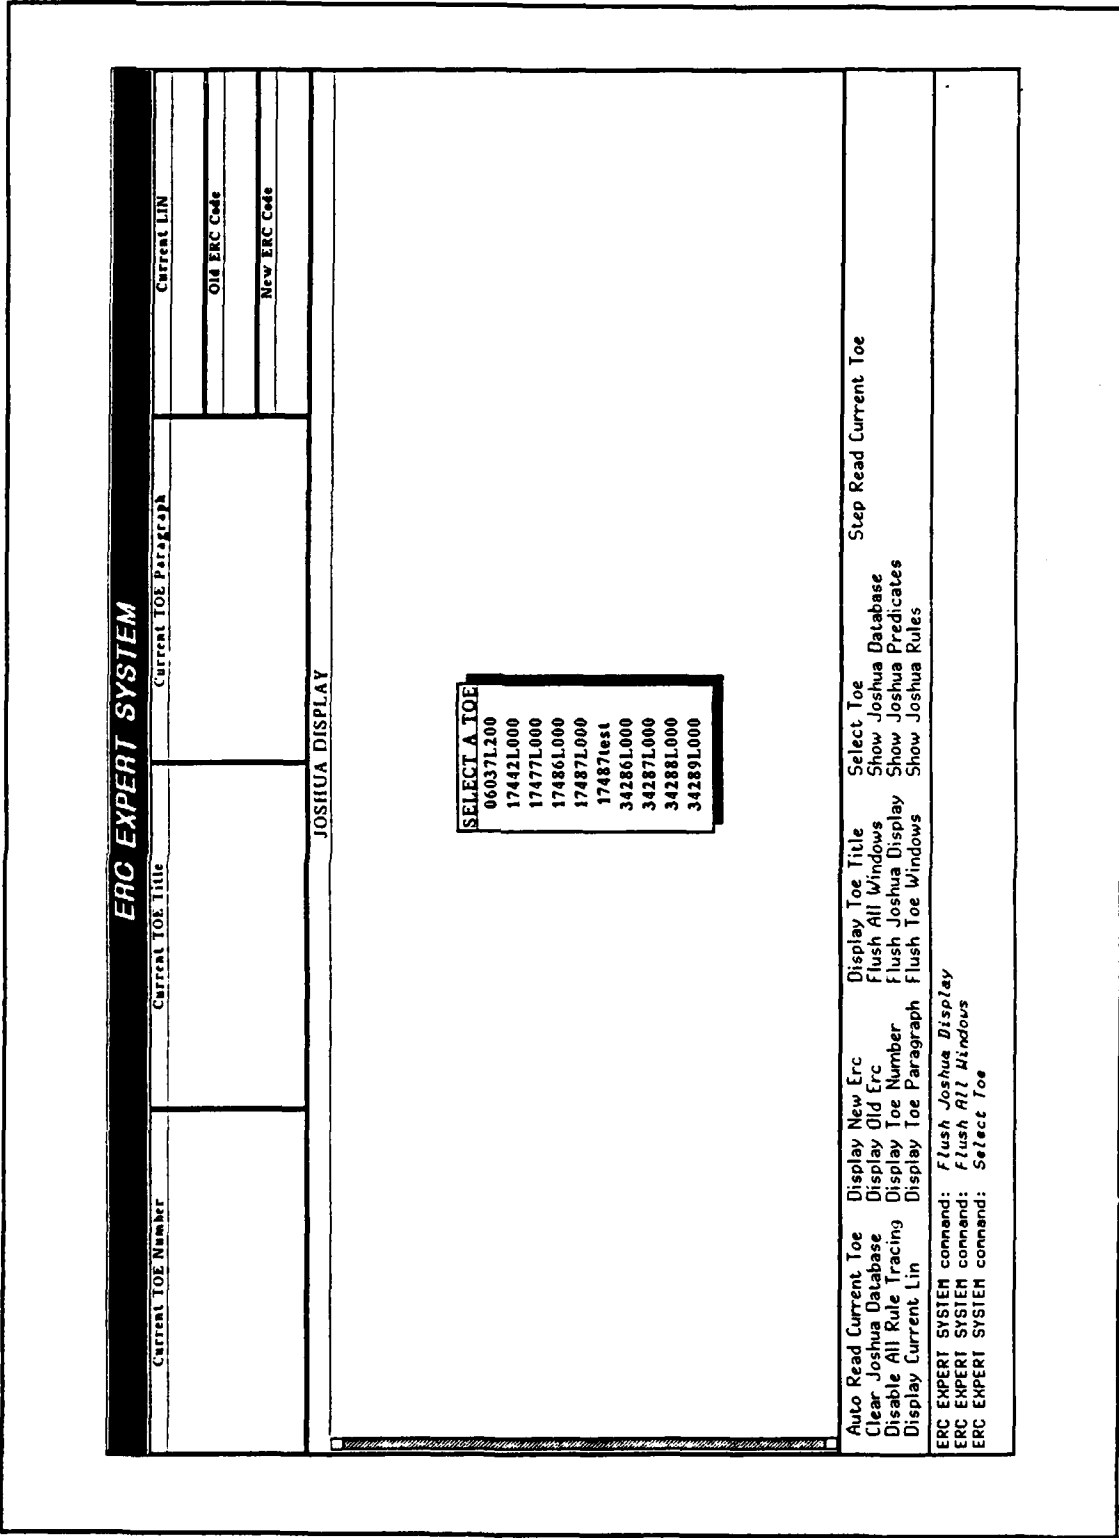 ERC EXPERT SYSTEM
Current TOE Number
Current TOE Title
Current TOE Paragraph
Current LIN
Old ERC Code
New ERC Code
JOSHUA DISPLAY
SELECT A TOE
06037L200
17442L000
17477L000
17486L000
17487L000
17487test
34286L000
34287L000
34288L000
34289L000
Auto Read Current Toe Display New Erc Display Toe Title Select Toe Step Read Current Toe
Clear Joshua Database Display Old Erc Flush All Windows Show Joshua Database
Disable All Rule Tracing Display Toe Number Flush Joshua Display Show Joshua Predicates
Display Current Lin Display Toe Paragraph Flush Toe Windows Show Joshua Rules
ERC EXPERT SYSTEM command: Flush Joshua Display
ERC EXPERT SYSTEM command: Flush All Windows
ERC EXPERT SYSTEM command: Select Toe